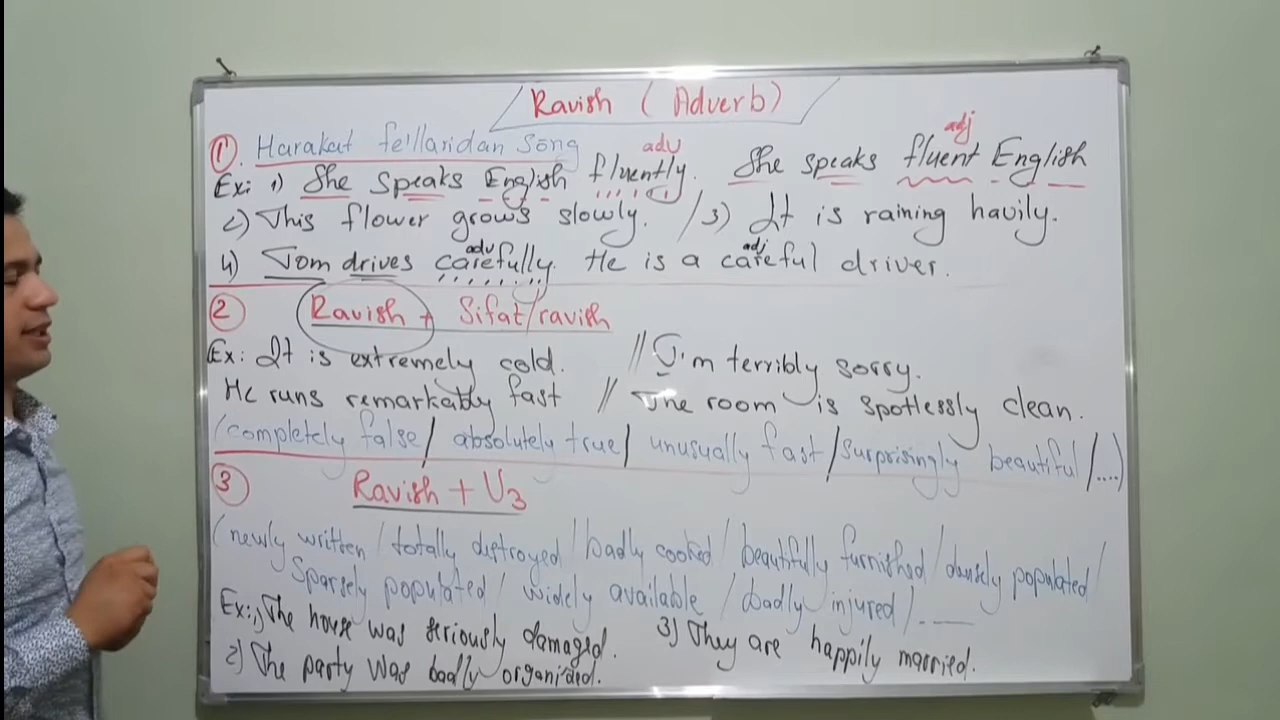 Ravish (Adverb)
1. Harakat fe'llaridan so'ng
adv
adj
Ex: 1) She speaks English fluently. She speaks fluent English
2) This flower grows slowly. / 3) It is raining havily.
adv
adj
4) Tom drives carefully. He is a careful driver.
2 Ravish + Sifat/ravish
Ex: It is extremely cold. // I'm terribly sorry.
He runs remarkably fast // The room is spotlessly clean.
(completely false / absolutely true / unusually fast / surprisingly beautiful /....)
3 Ravish + V3
(newly written / totally distroyed / badly cooked / beautifully furnished / densely populated /
Sparsely populated / widely available / badly injured /
Ex: 1) The house was seriously damaged. 3) They are happily married.
2) The party was badly organised.